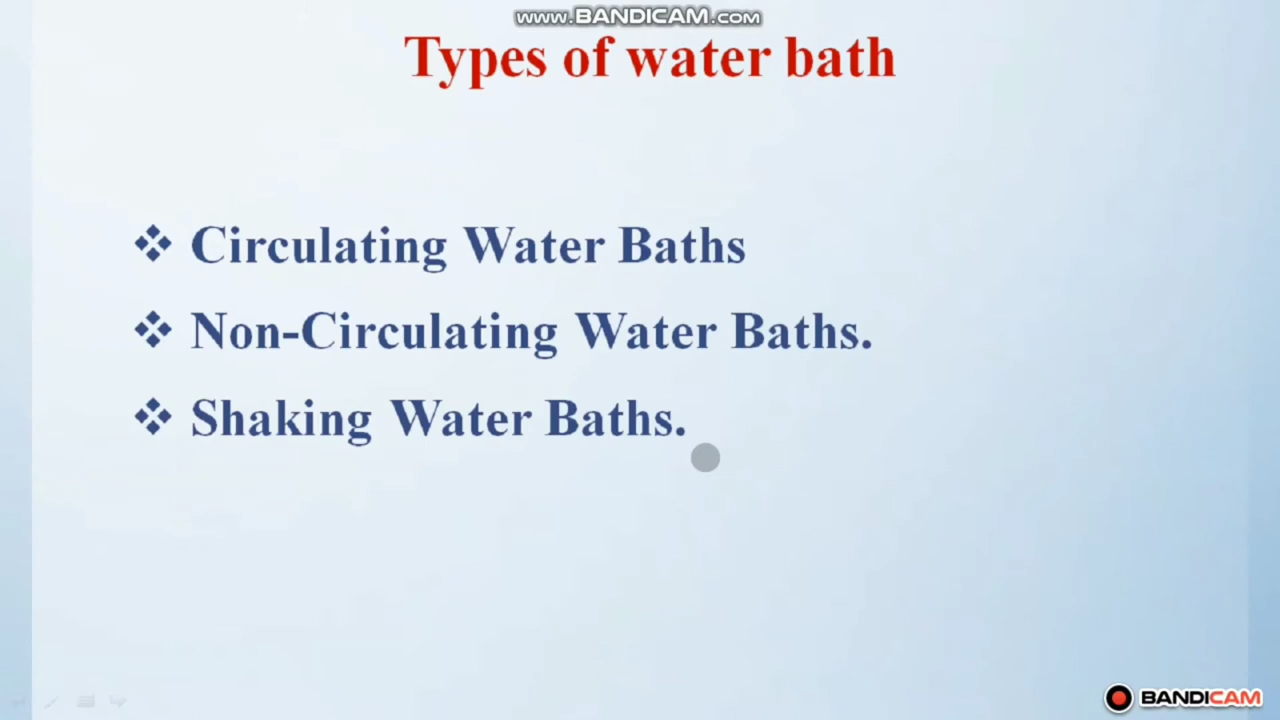 www.BANDICAM.com
Types of water bath
❖ Circulating Water Baths
❖ Non-Circulating Water Baths.
❖ Shaking Water Baths.
BANDICAM